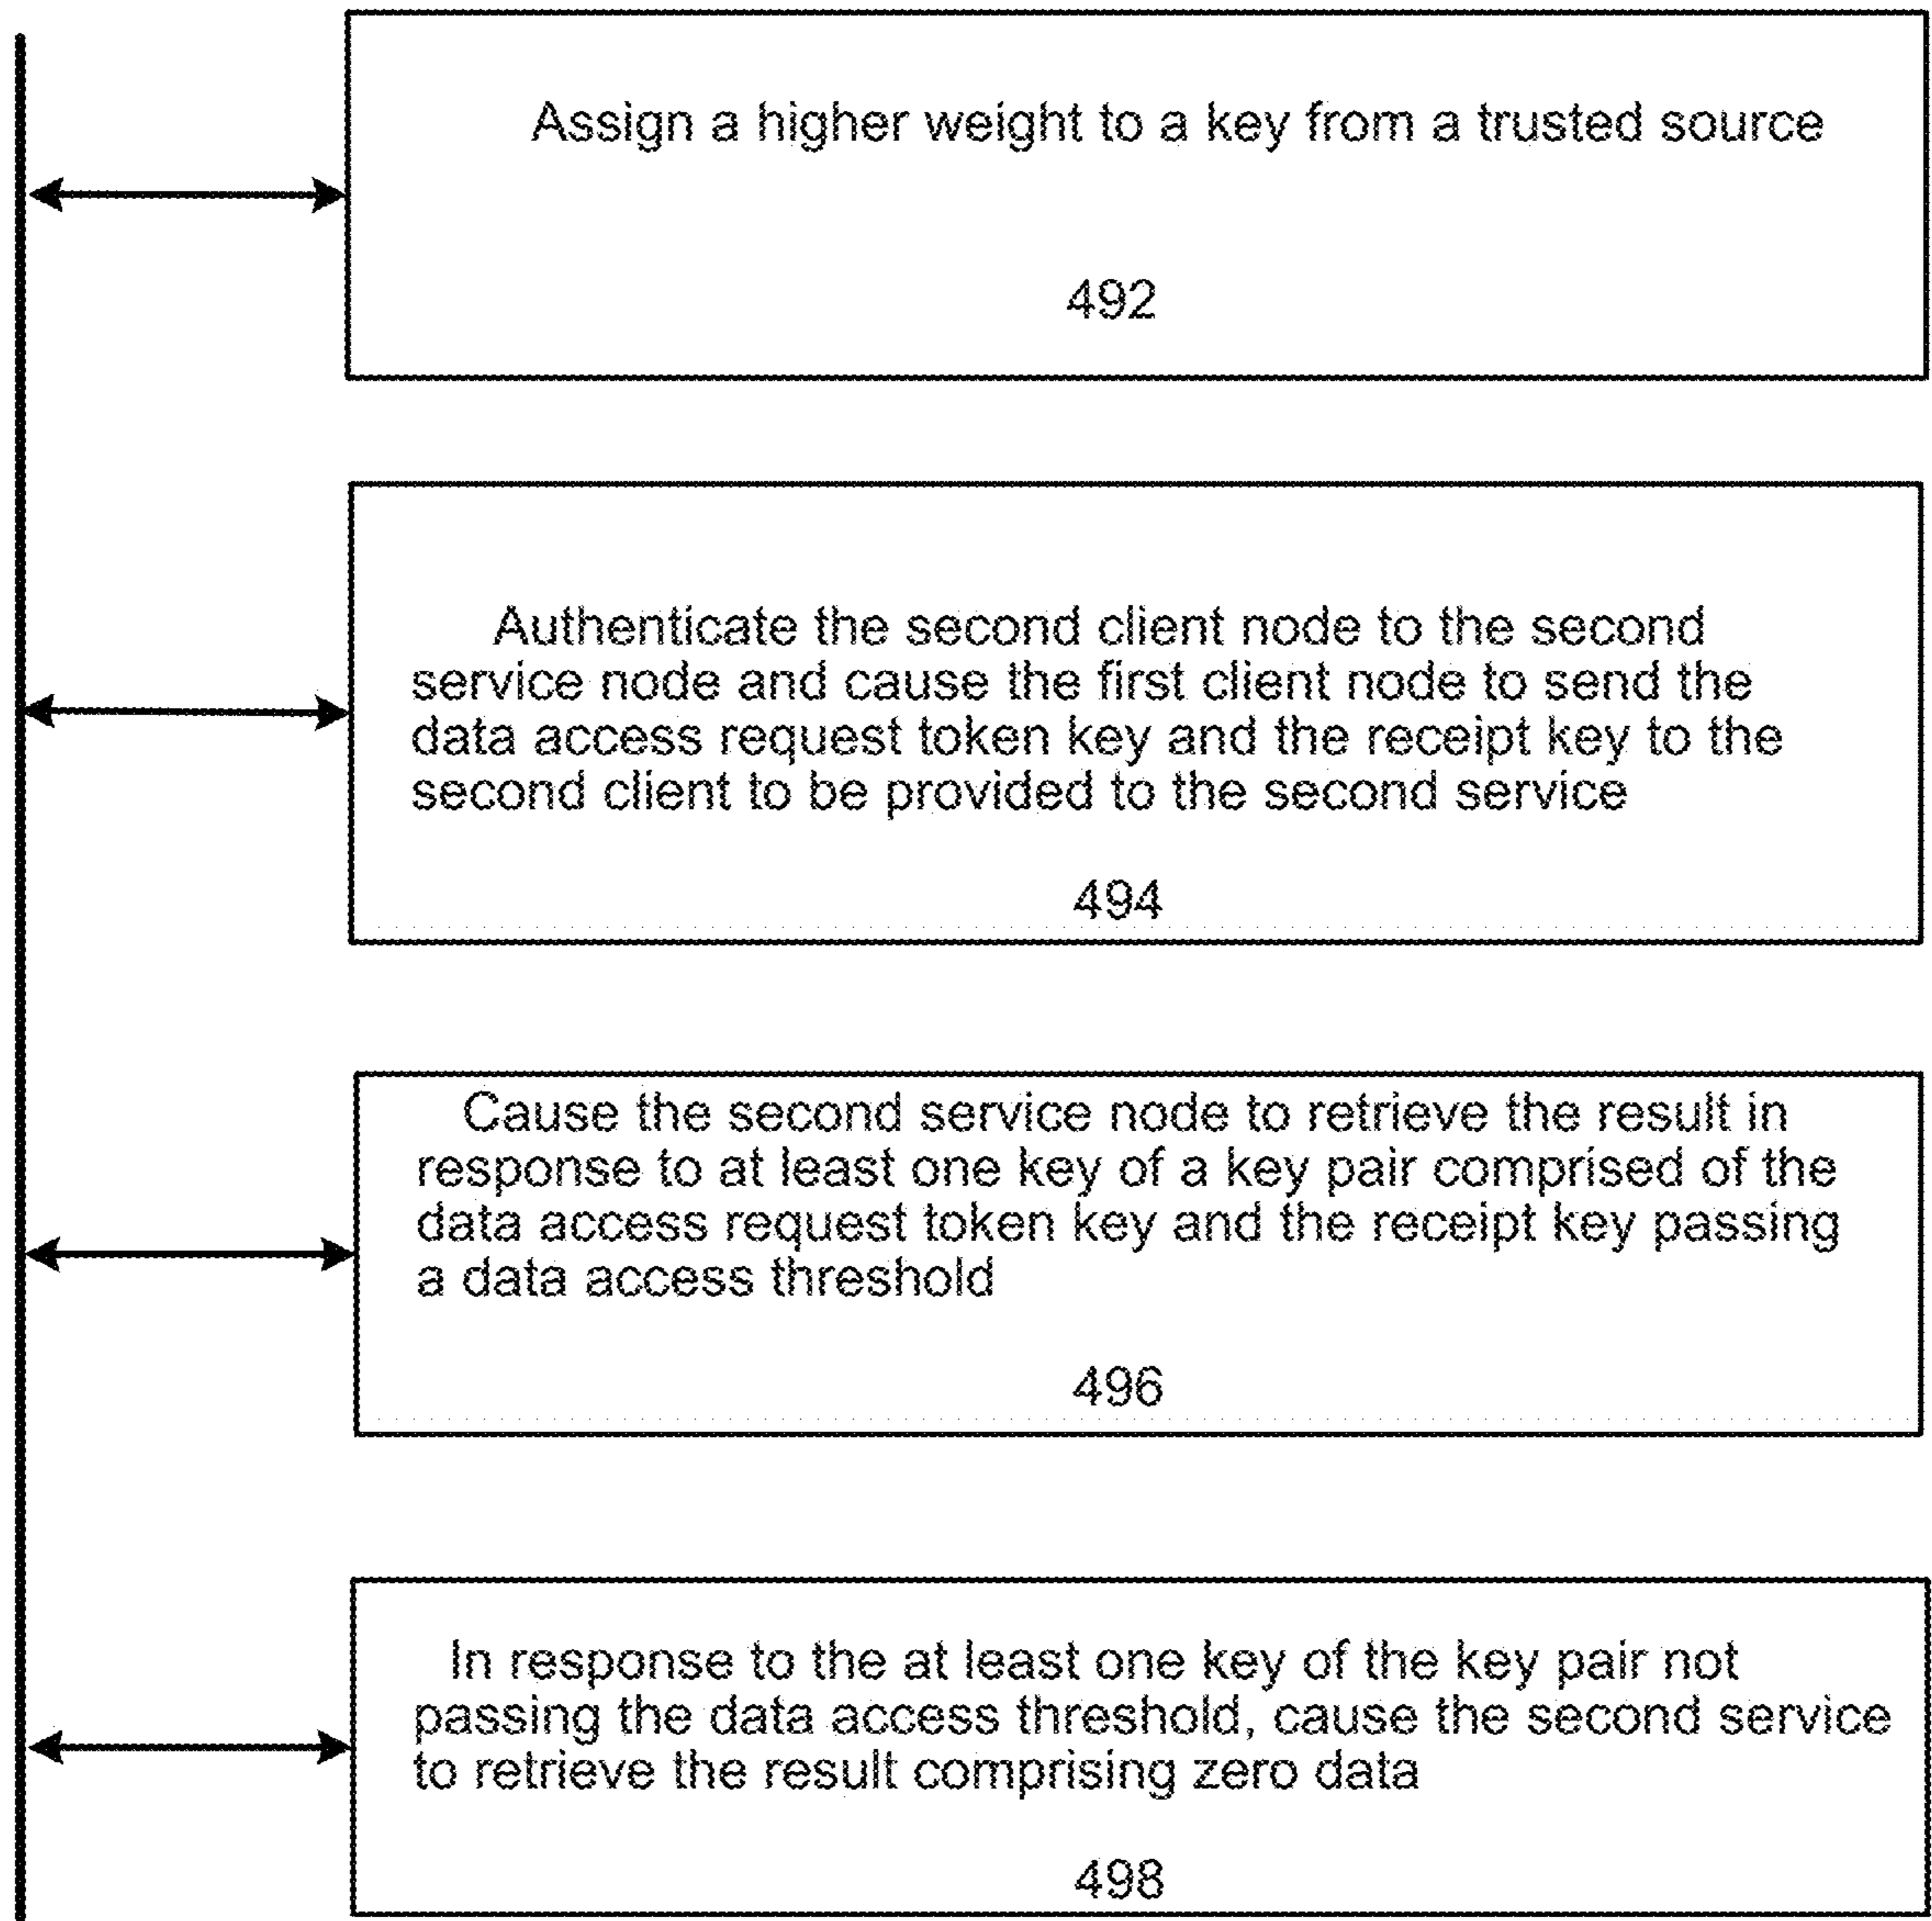 Assign a higher weight to a key from a trusted source
492
Authenticate the second client node to the second
service node and cause the first client node to send the
data access request token key and the receipt key to the
second client to be provided to the second service
494
Cause the second service node to retrieve the result in
response to at least one key of a key pair comprised of the
data access request token key and the receipt key passing
a data access threshold
496
In response to the at least one key of the key pair not
passing the data access threshold, cause the second service
to retrieve the result comprising zero data
498